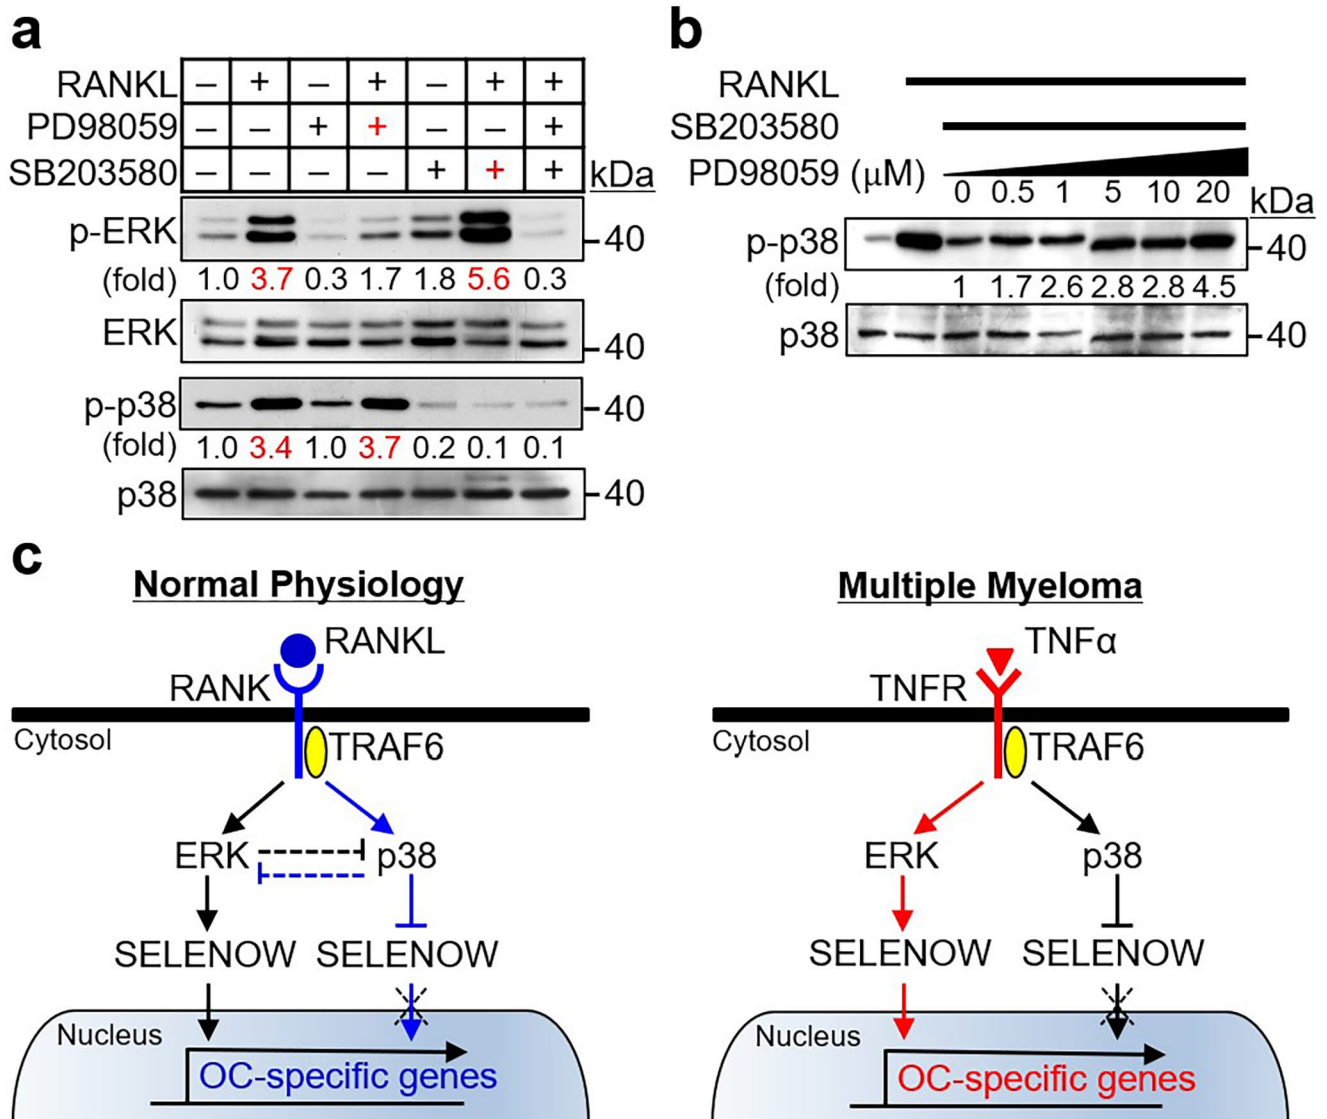 a
RANKL – + – + – + +
PD98059 – – + + – – +
SB203580 – – – – + + + kDa
p-ERK 40
(fold) 1.0 3.7 0.3 1.7 1.8 5.6 0.3
ERK 40
p-p38 40
(fold) 1.0 3.4 1.0 3.7 0.2 0.1 0.1
p38 40
b
RANKL
SB203580
PD98059 (μM) 0 0.5 1 5 10 20 kDa
p-p38 40
(fold) 1 1.7 2.6 2.8 2.8 4.5
p38 40
c
Normal Physiology
RANKL
RANK
Cytosol
TRAF6
ERK p38
SELENOW SELENOW
Nucleus
OC-specific genes
Multiple Myeloma
TNFα
TNFR
Cytosol
TRAF6
ERK p38
SELENOW SELENOW
Nucleus
OC-specific genes